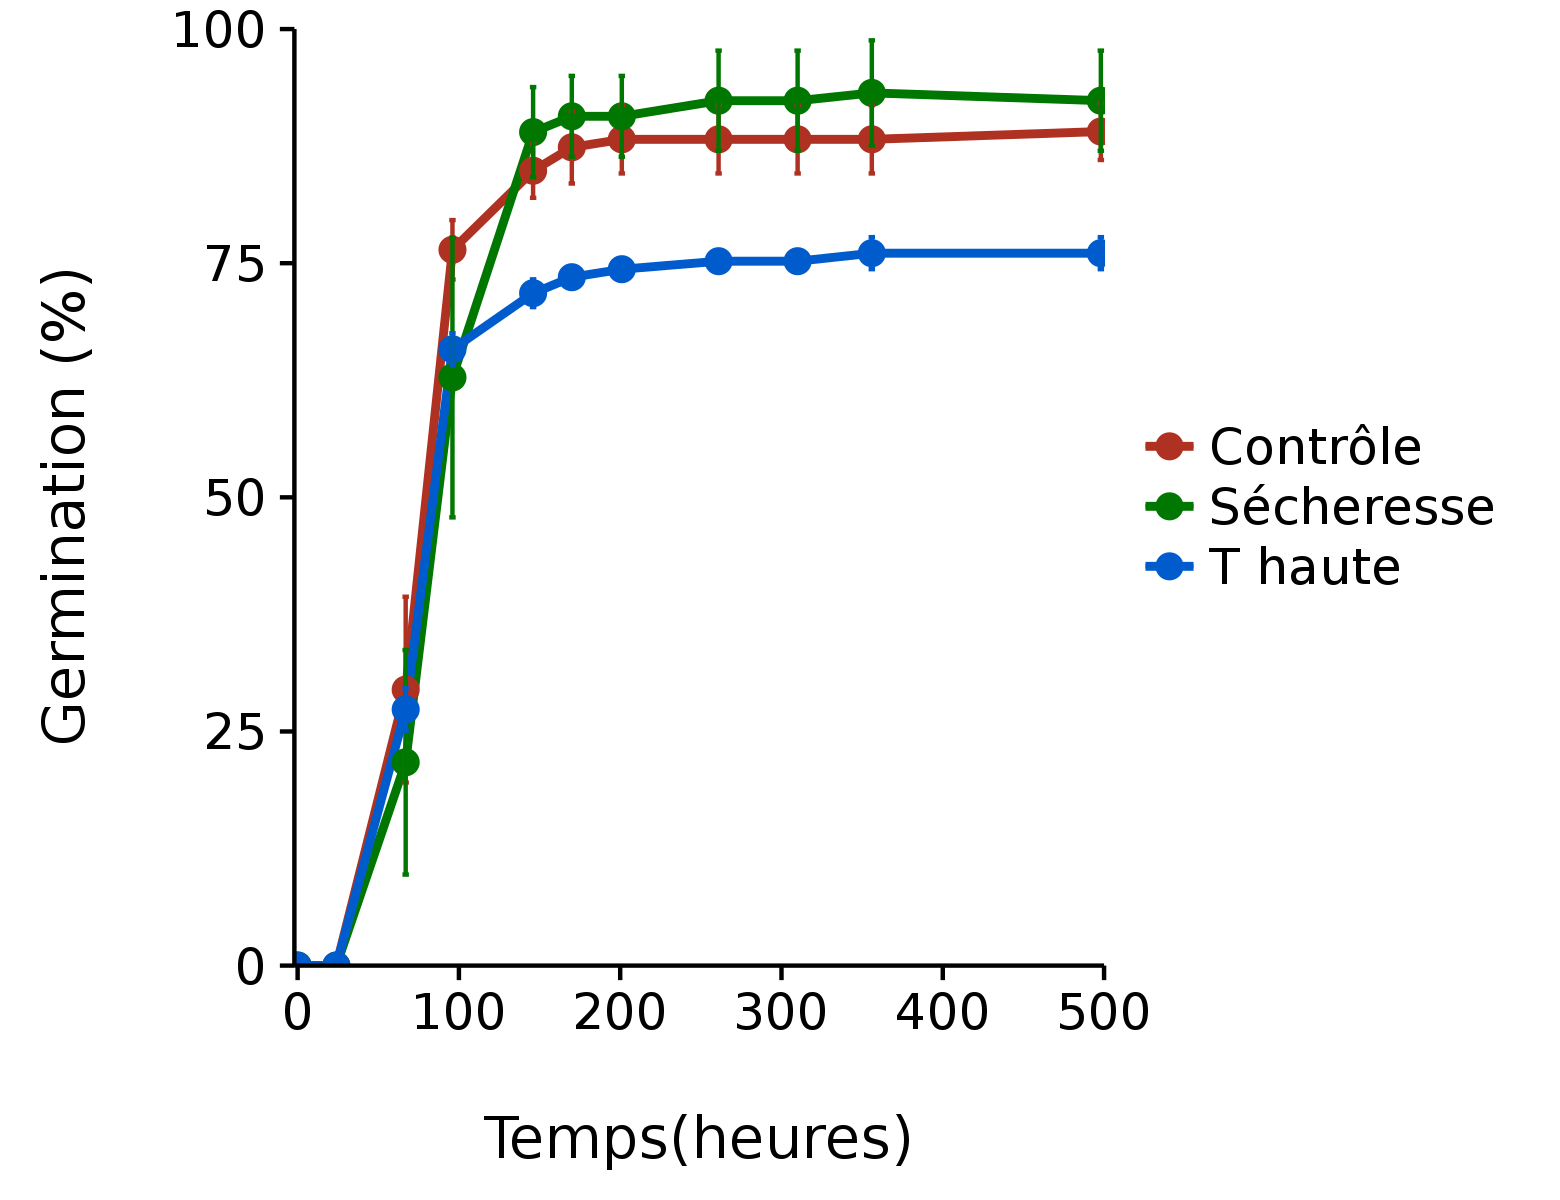 100
75
50
25
0
Germination (%)
0 100 200 300 400 500
Temps(heures)
Contrôle
Sécheresse
T haute